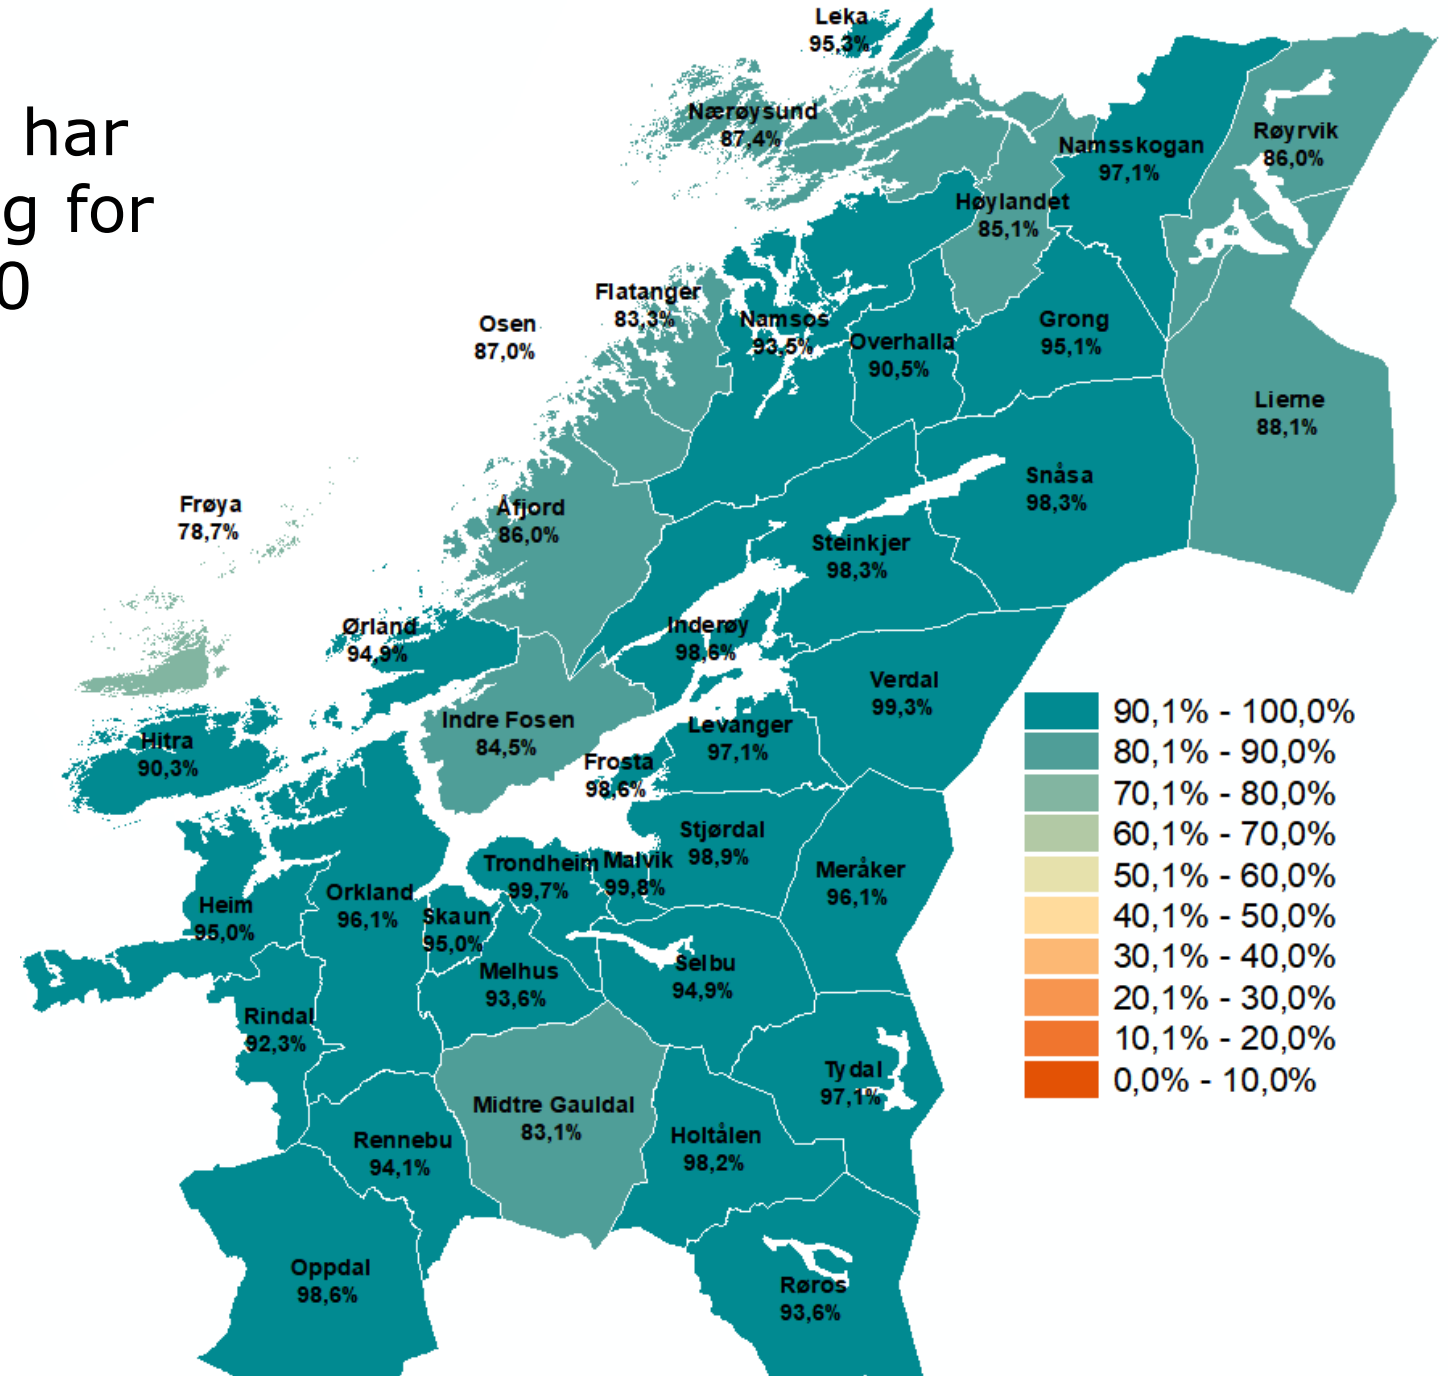 har
g for
0
Leka
95,3%
Nærøysund
87,4%
Namsskogan
97,1%
Røyrvik
86,0%
Høylandet
85,1%
Flatanger
83,3%
Osen
87,0%
Namsos
93,5%
Overhalla
90,5%
Grong
95,1%
Lierne
88,1%
Snåsa
98,3%
Frøya
78,7%
Åfjord
86,0%
Steinkjer
98,3%
Ørland
94,9%
Inderøy
98,6%
Verdal
99,3%
Indre Fosen
84,5%
Levanger
97,1%
Hitra
90,3%
Frosta
98,6%
Stjørdal
98,9%
Trondheim
99,7%
Malvik
99,8%
Meråker
96,1%
Orkland
96,1%
Heim
95,0%
Skaun
95,0%
Melhus
93,6%
Selbu
94,9%
Rindal
92,3%
Tydal
97,1%
Midtre Gauldal
83,1%
Rennebu
94,1%
Holtålen
98,2%
Oppdal
98,6%
Røros
93,6%
90,1% - 100,0%
80,1% - 90,0%
70,1% - 80,0%
60,1% - 70,0%
50,1% - 60,0%
40,1% - 50,0%
30,1% - 40,0%
20,1% - 30,0%
10,1% - 20,0%
0,0% - 10,0%